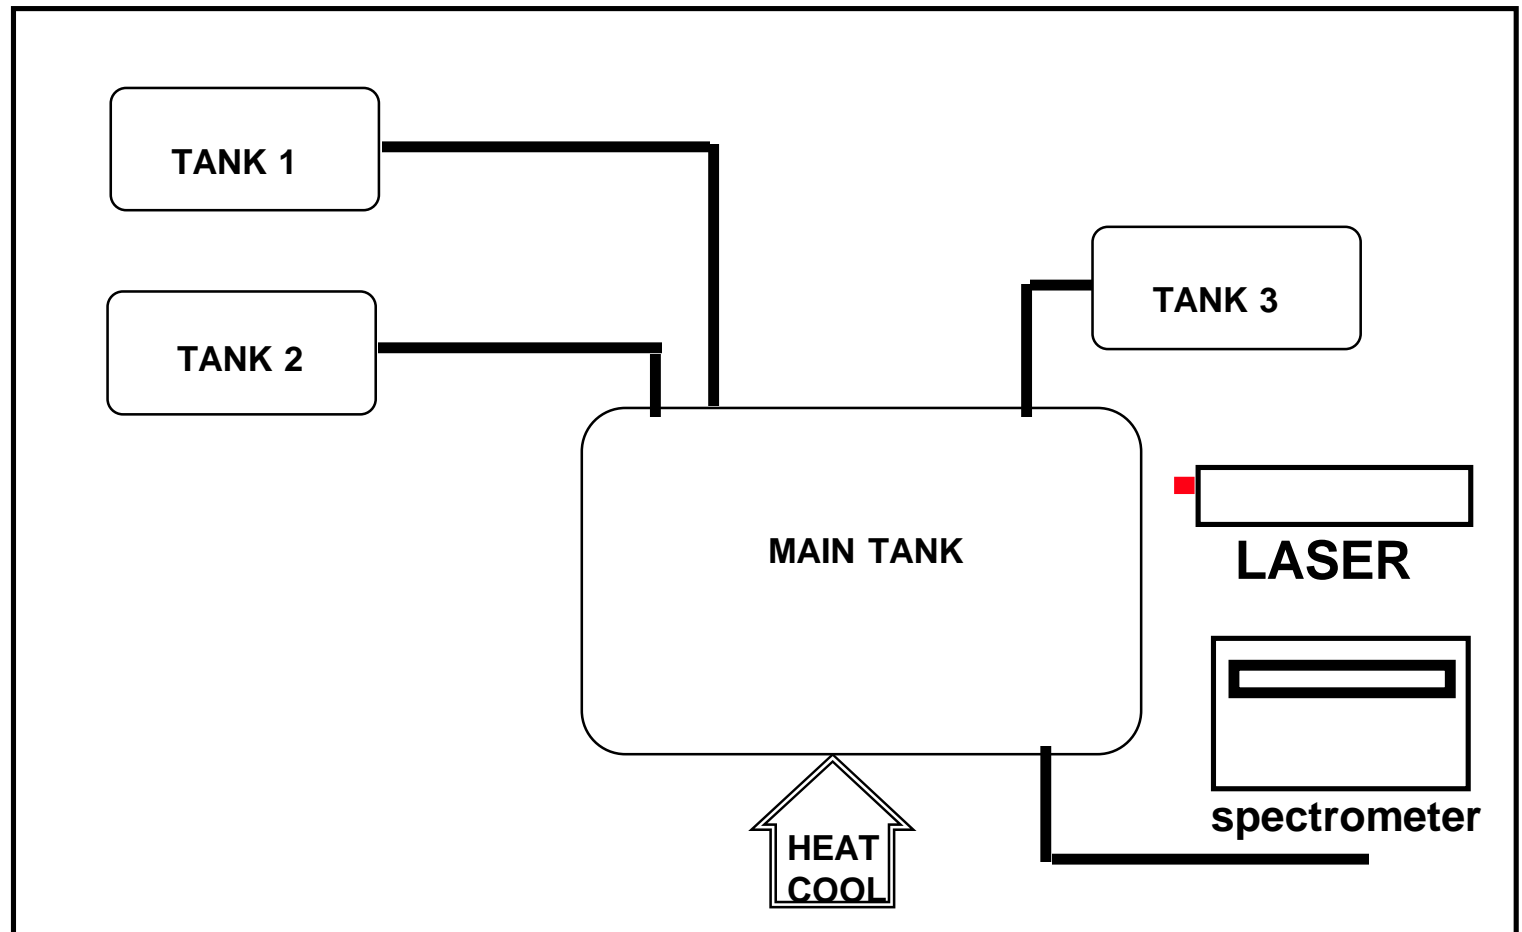 TANK 1
TANK 2
TANK 3
MAIN TANK
LASER
spectrometer
HEAT
COOL